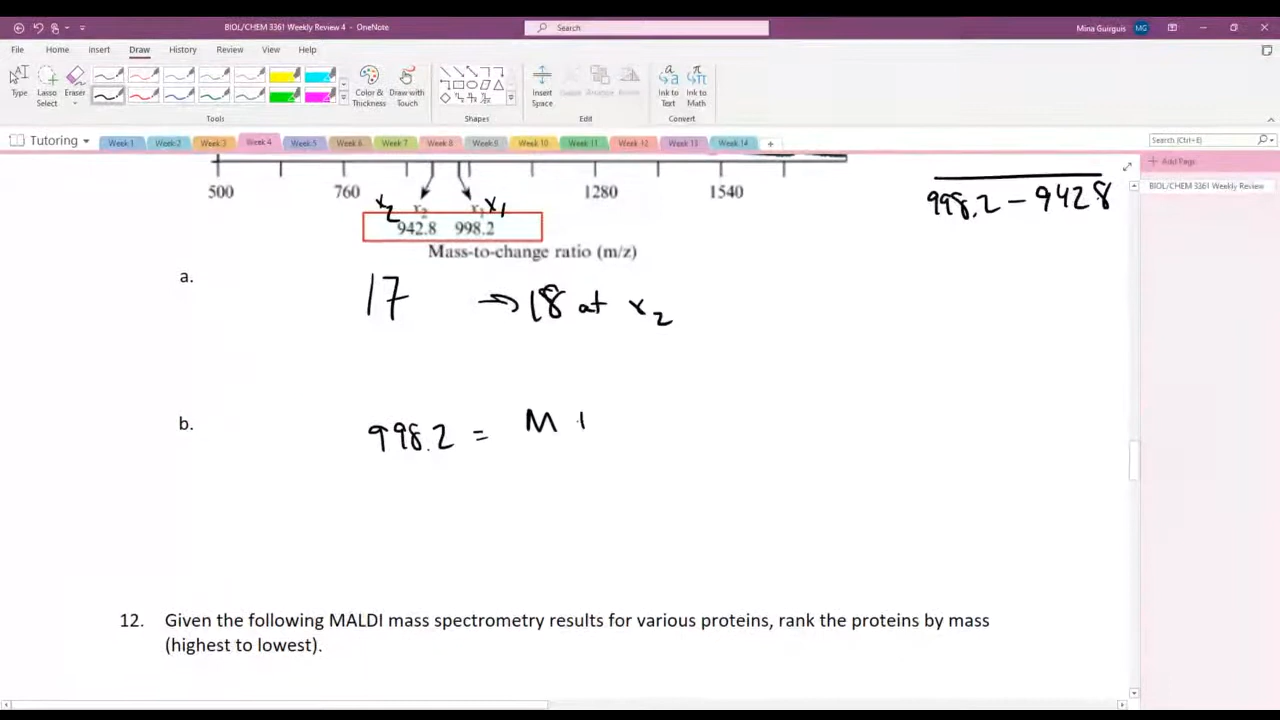 BIOL/CHEM 3361 Weekly Review 4 - OneNote
Search
Mina Guirguis MG
File Home Insert Draw History Review View Help
Type Lasso Select Eraser Color & Thickness Draw with Touch Insert Space Ink to Text Ink to Math
Tools Shapes Edit Convert
Tutoring Week 1 Week 2 Week 3 Week 4 Week 5 Week 6 Week 7 Week 8 Week 9 Week 10 Week 11 Week 12 Week 13 Week 14 Search (Ctrl+E)
Add Page
BIOL/CHEM 3361 Weekly Review
500 760 1280 1540
998.2 - 942.8
x2 x1
942.8 998.2
Mass-to-change ratio (m/z)
a. 17 → 18 at x2
b. 998.2 = M
12. Given the following MALDI mass spectrometry results for various proteins, rank the proteins by mass
(highest to lowest).